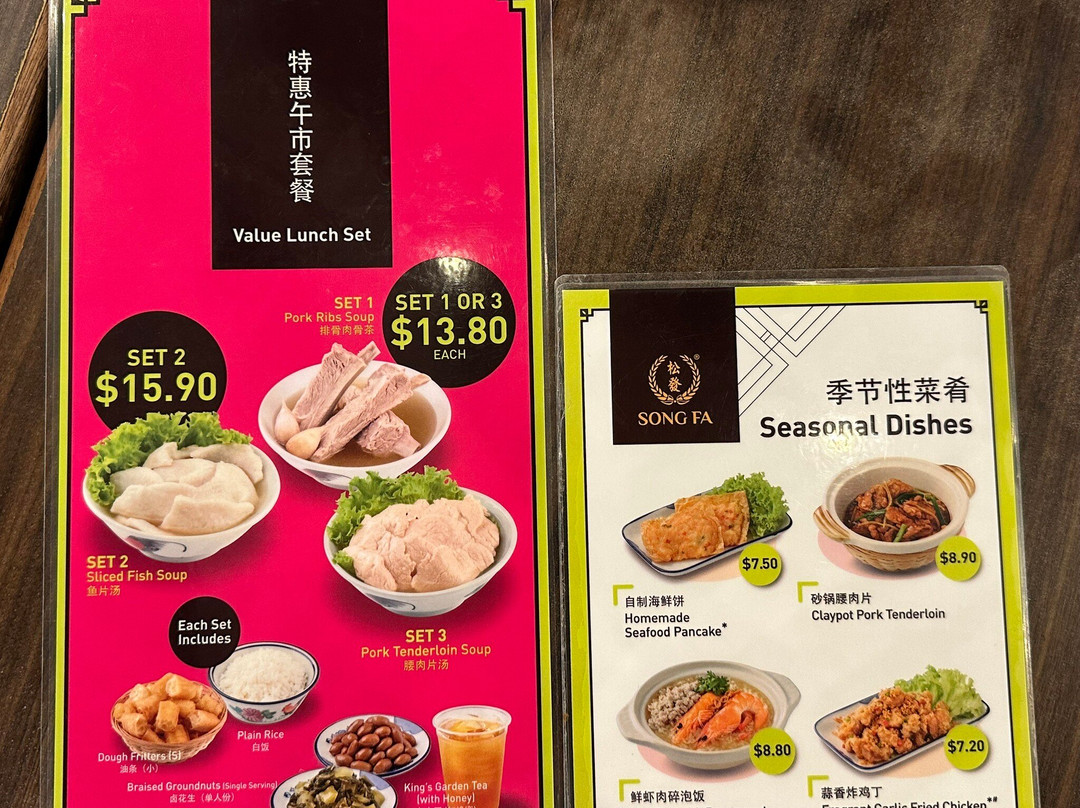 特惠午市套餐
Value Lunch Set
SET 1
Pork Ribs Soup
排骨肉骨茶
SET 1 OR 3
$13.80
EACH
SET 2
$15.90
SET 2
Sliced Fish Soup
鱼片汤
SET 3
Pork Tenderloin Soup
腰肉片汤
Each Set
Includes
Plain Rice
白饭
Dough Fritters (S)
油条（小）
Braised Groundnuts (Single Serving)
卤花生（单人份）
King's Garden Tea
(with Honey)
松發
®
SONG FA
季节性菜肴
Seasonal Dishes
$7.50
自制海鲜饼
Homemade
Seafood Pancake*
$8.90
砂锅腰肉片
Claypot Pork Tenderloin
$8.80
鲜虾肉碎泡饭
$7.20
蒜香炸鸡丁
Fragrant Garlic Fried Chicken*#